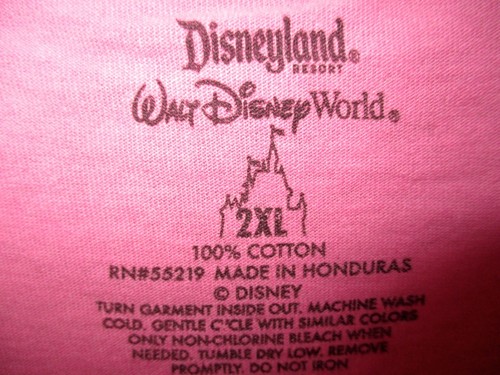 Disneyland®
RESORT
WALT DISNEY World®
2XL
100% COTTON
RN#55219 MADE IN HONDURAS
© DISNEY
TURN GARMENT INSIDE OUT. MACHINE WASH
COLD. GENTLE C'CLE WITH SIMILAR COLORS
ONLY NON-CHLORINE BLEACH WHEN
NEEDED. TUMBLE DRY LOW. REMOVE
PROMPTLY. DO NOT IRON